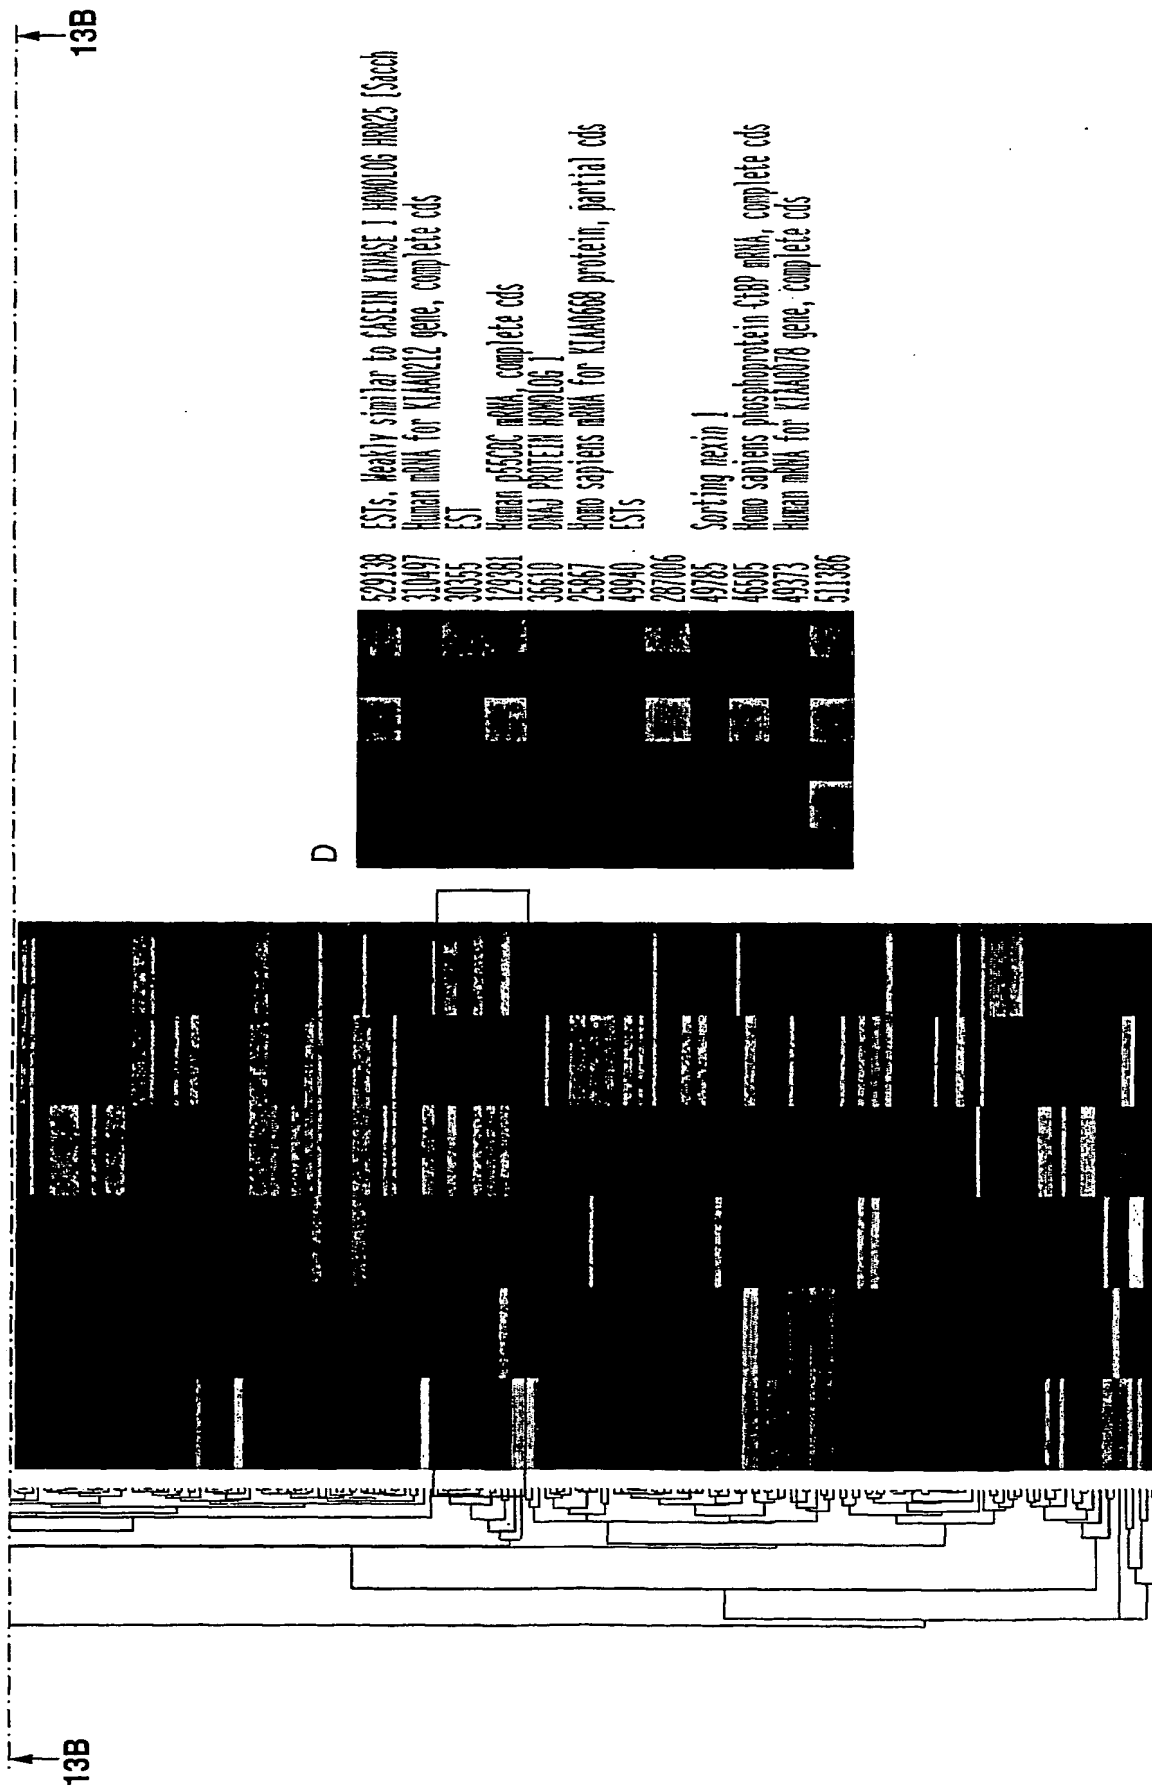 13B
13B
D
529138 ESTs, Weakly similar to CASEIN KINASE I HOMOLOG HRR25 [Sacch
310497 Human mRNA for KIAA0212 gene, complete cds
30355 EST
129381 Human p55CDC mRNA, complete cds
36610 DNAJ PROTEIN HOMOLOG 1
25867 Homo sapiens mRNA for KIAA0668 protein, partial cds
49940 ESTs
287006
49785 Sorting nexin 1
46505 Homo sapiens phosphoprotein CtBP mRNA, complete cds
49373 Human mRNA for KIAA0078 gene, complete cds
511386